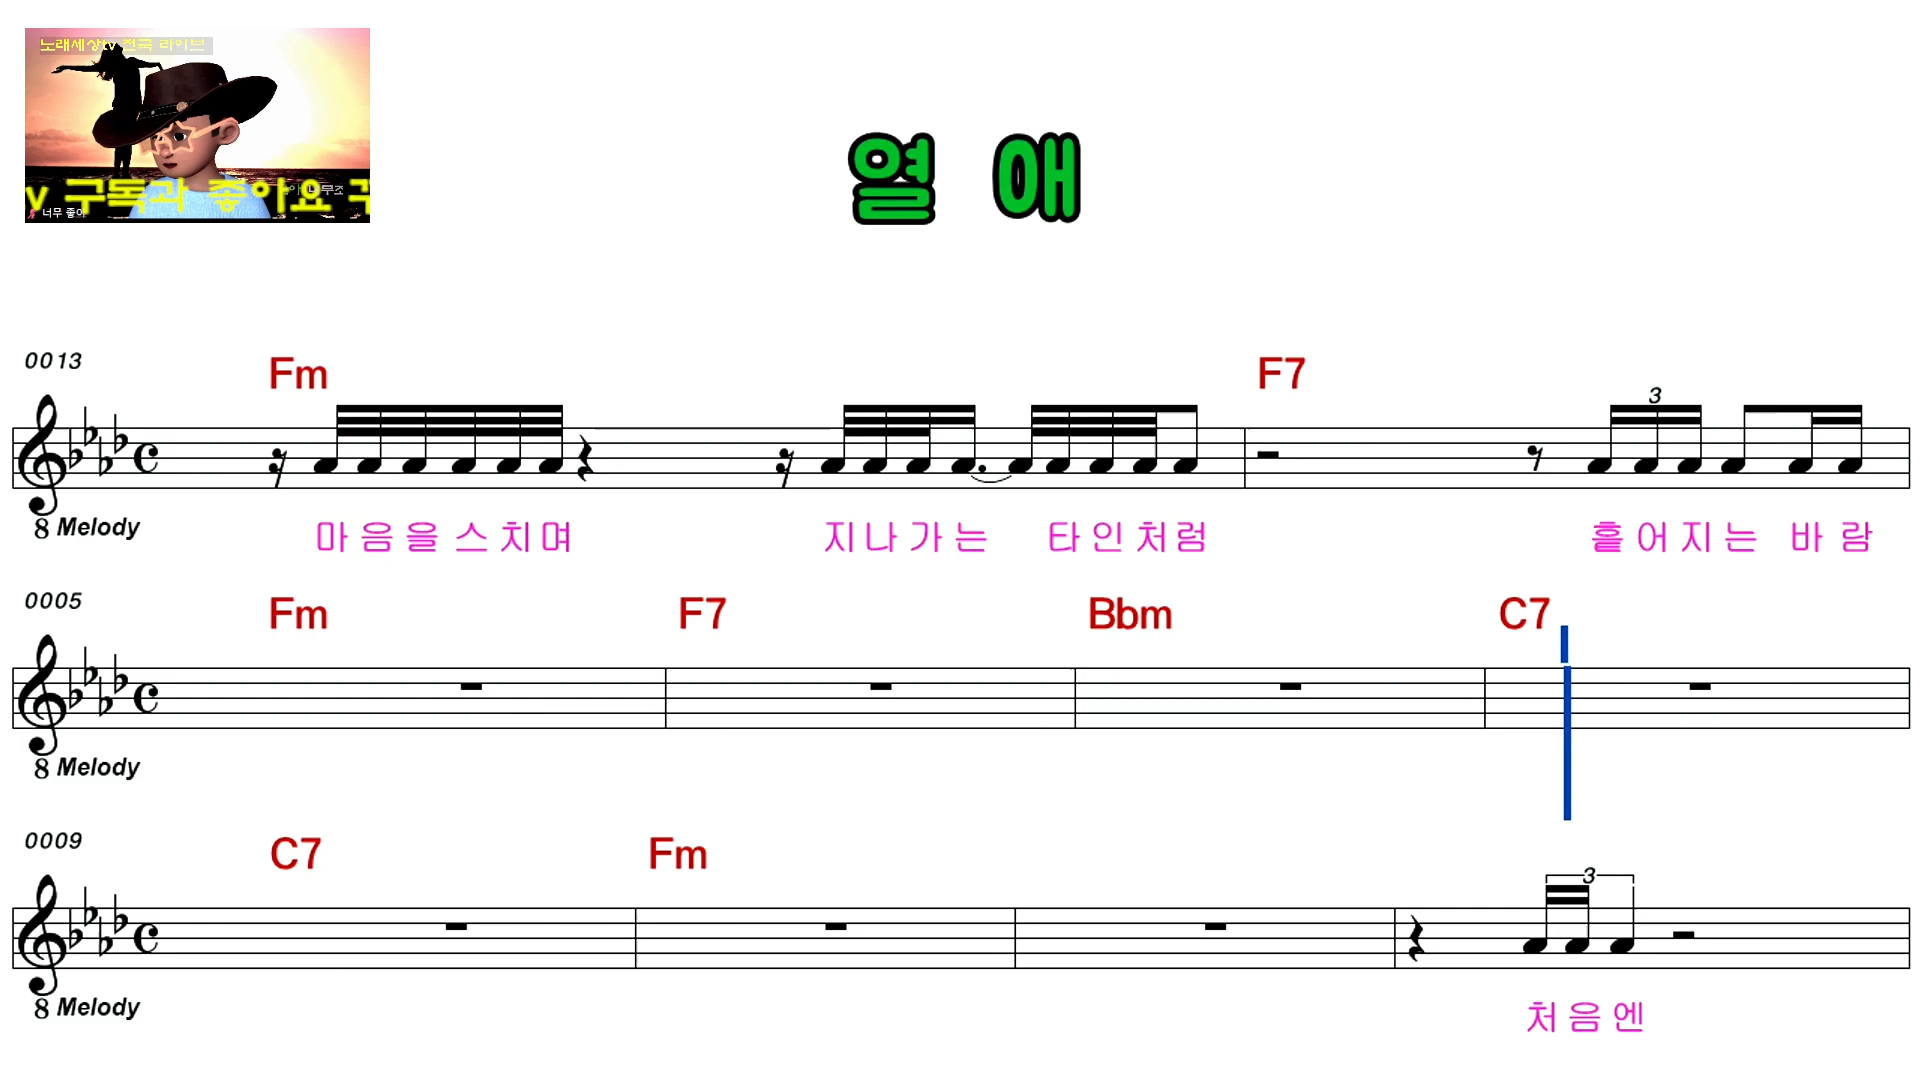 노래세상tv 전국 라이브
v 구독과 좋아요 구
너무 좋아
열 애
0013
Fm F7
3
8 Melody
마 음 을 스 치 며 지 나 가 는 타 인 처 럼 흩 어 지 는 바 람
0005
Fm F7 Bbm C7
8 Melody
0009
C7 Fm
3
8 Melody
처 음 엔